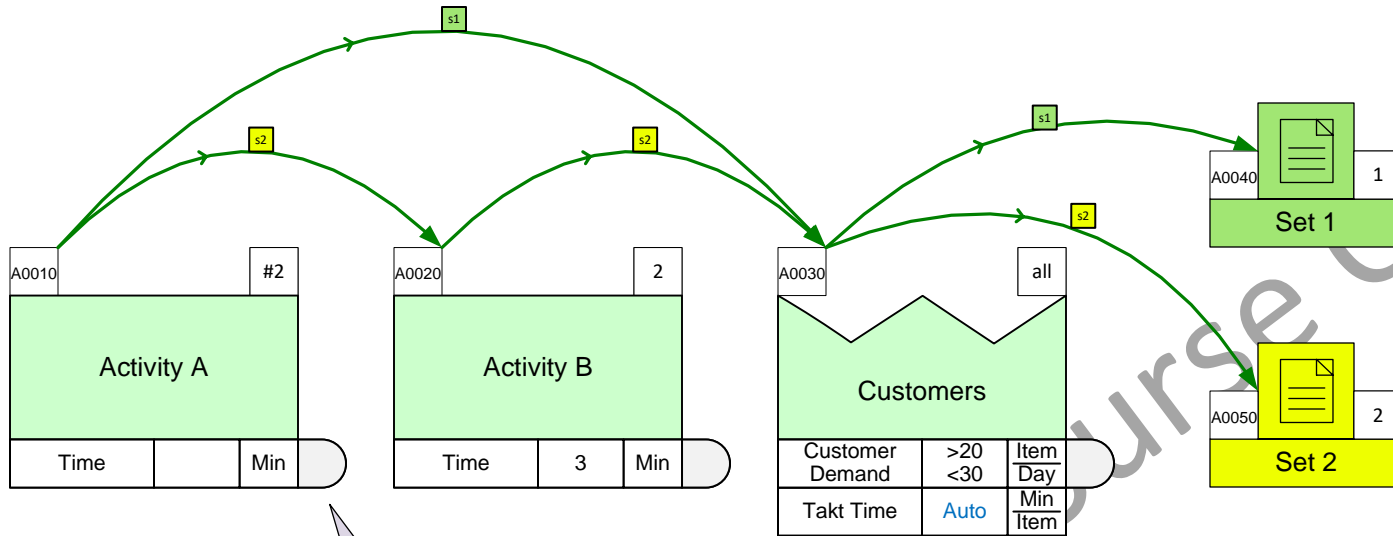 s1
s2
s2
s1
s2
A0010
#2
Activity A
Time
Min
A0020
2
Activity B
Time
3
Min
A0030
all
Customers
Customer
Demand
>20
<30
Item
Day
Takt Time
Auto
Min
Item
A0040
1
Set 1
A0050
2
Set 2